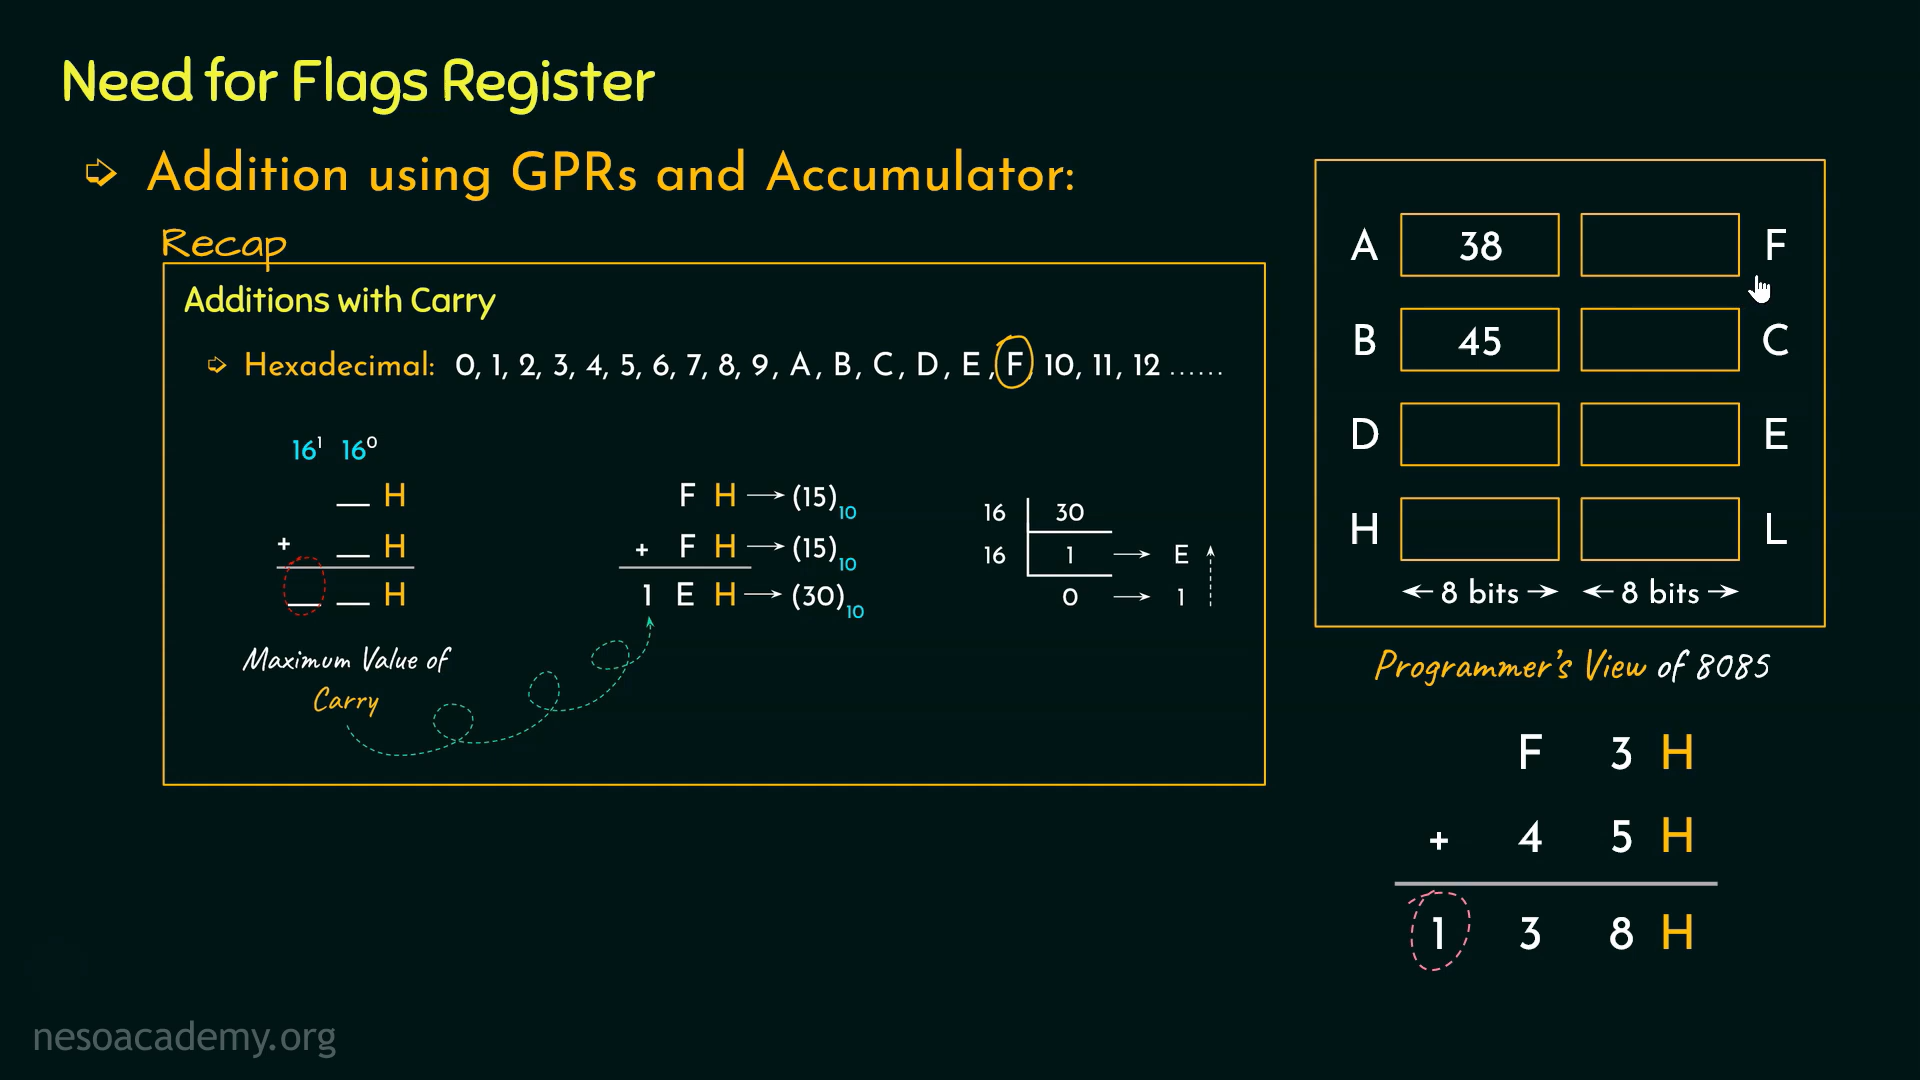 Need for Flags Register
➩ Addition using GPRs and Accumulator:
Recap
Additions with Carry
➩ Hexadecimal: 0, 1, 2, 3, 4, 5, 6, 7, 8, 9, A, B, C, D, E, F, 10, 11, 12 ......
16¹ 16⁰
__ H
+ __ H
__ __ H
Maximum Value of
Carry
F H → (15)₁₀
+ F H → (15)₁₀
1 E H → (30)₁₀
16 30
16 1 → E
0 → 1
A 38 F
B 45 C
D E
H L
← 8 bits → ← 8 bits →
Programmer's View of 8085
F 3 H
+ 4 5 H
1 3 8 H
nesoacademy.org